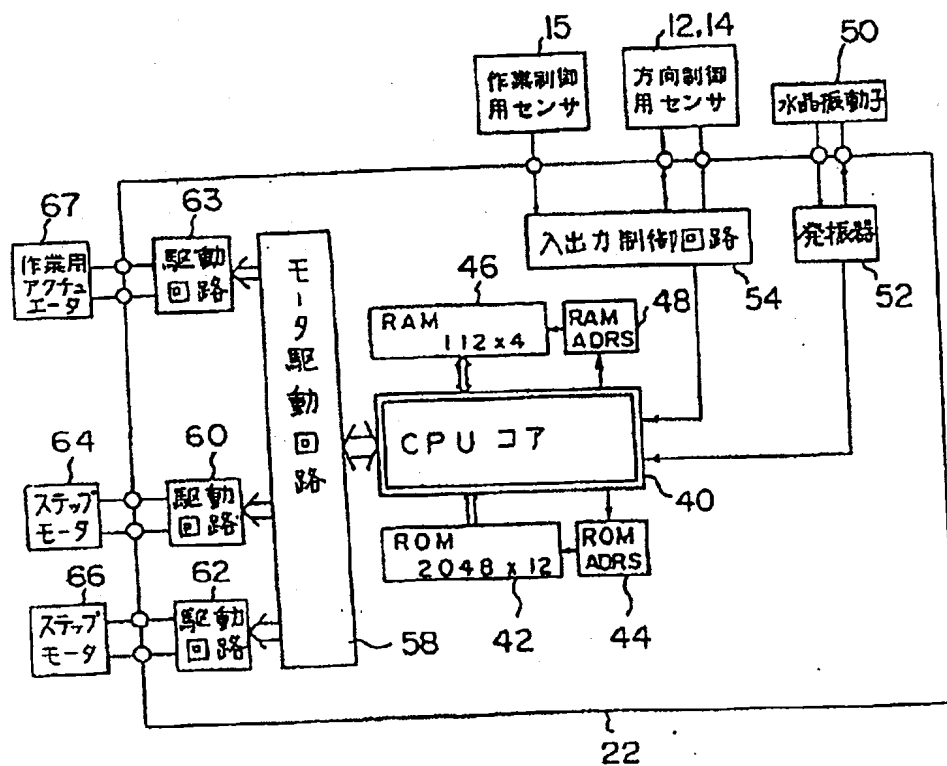 15
作業制御
用センサ
12,14
方向制御
用センサ
50
水晶振動子
67
作業用
アクチュ
エータ
63
駆動
回路
モータ駆動回路
入出力制御回路
54
発振器
52
46
RAM
112x4
48
RAM
ADRS
CPUコア
40
64
ステップ
モータ
60
駆動
回路
ROM
2048x12
42
ROM
ADRS
44
66
ステップ
モータ
62
駆動
回路
58
22